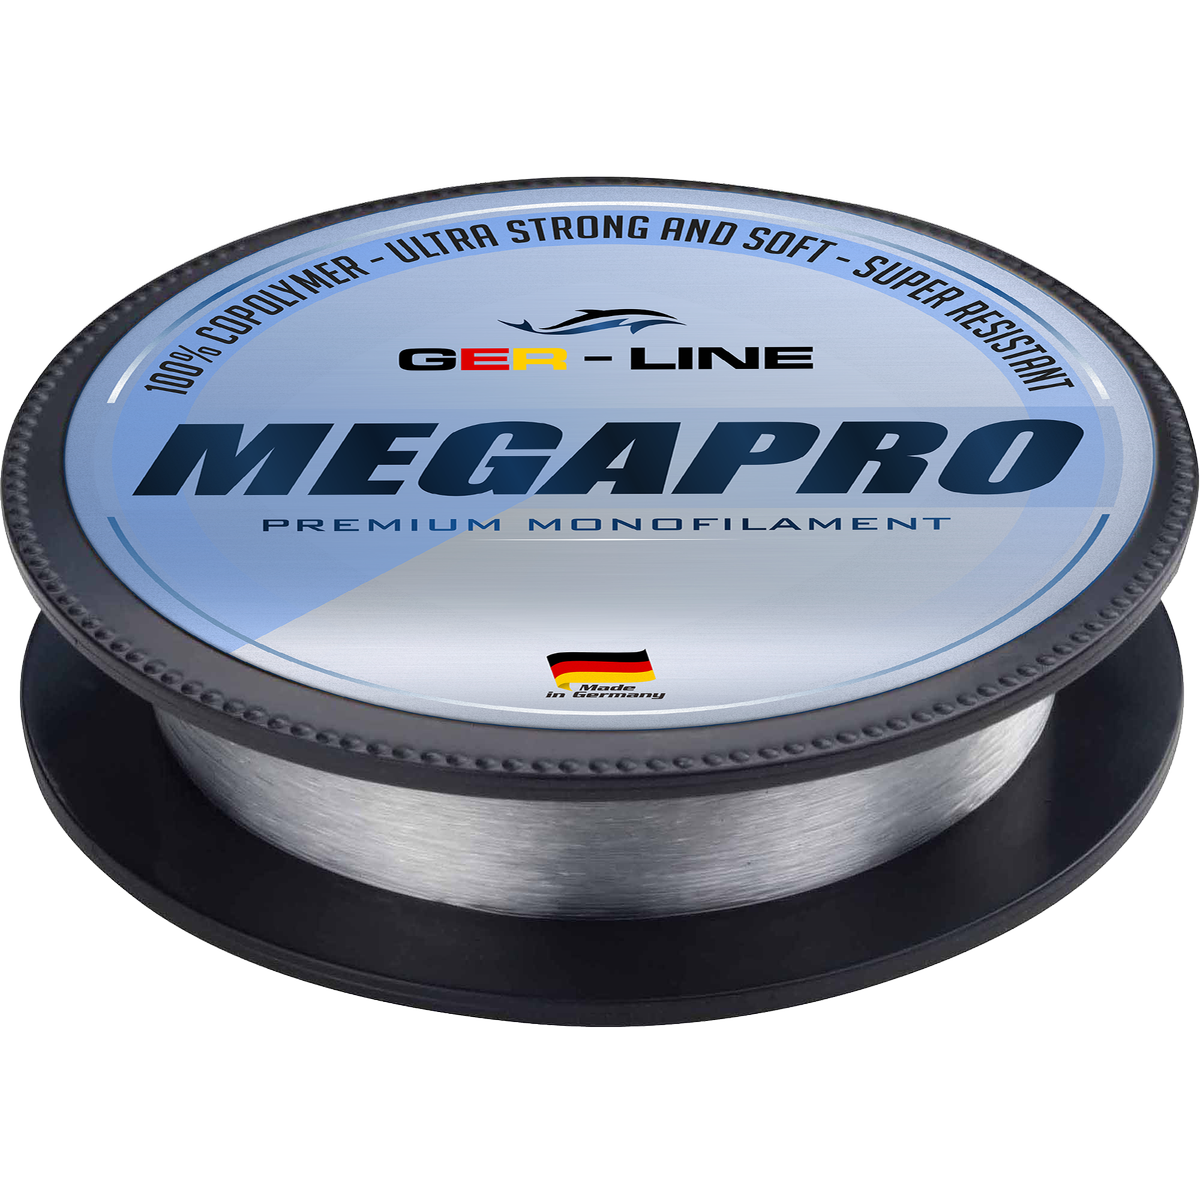 100% COPOLYMER - ULTRA STRONG AND SOFT - SUPER RESISTANT
GER - LINE
MEGAPRO
PREMIUM MONOFILAMENT
Made
in Germany